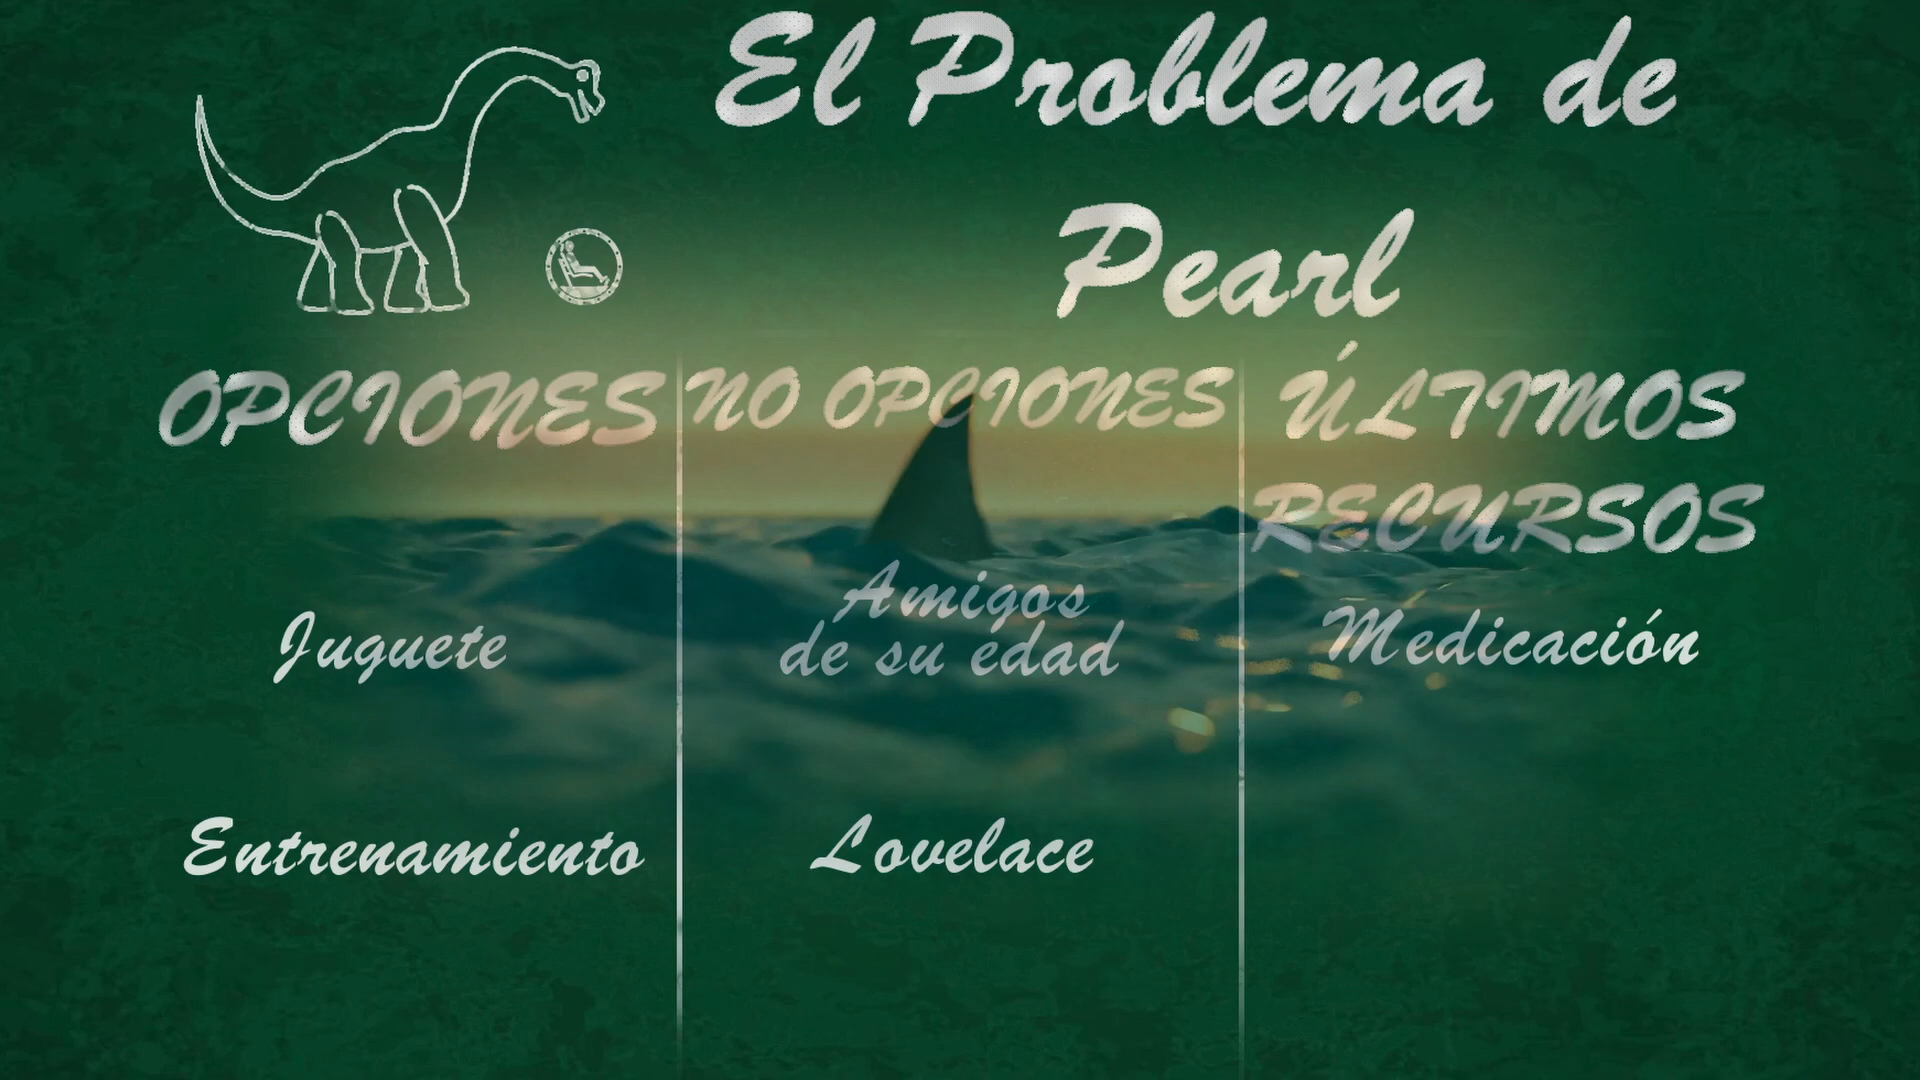 El Problema de
Pearl
OPCIONES
NO OPCIONES
ÚLTIMOS
RECURSOS
Juguete
Amigos
de su edad
Medicación
Entrenamiento
Lovelace